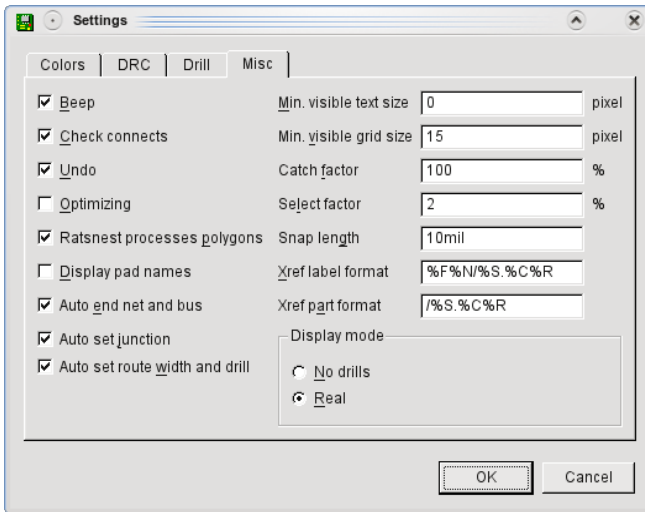 Settings
Colors DRC Drill Misc
Beep Min. visible text size 0 pixel
Check connects Min. visible grid size 15 pixel
Undo Catch factor 100 %
Optimizing Select factor 2 %
Ratsnest processes polygons Snap length 10mil
Display pad names Xref label format %F%N/%S.%C%R
Auto end net and bus Xref part format /%S.%C%R
Auto set junction Display mode
Auto set route width and drill No drills
Real
OK Cancel